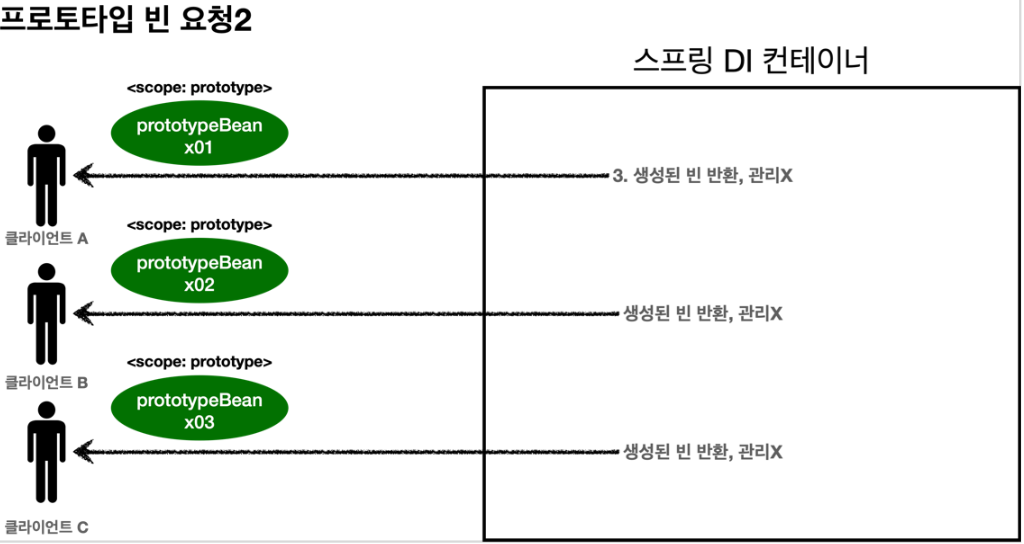 프로토타입 빈 요청2
스프링 DI 컨테이너
<scope: prototype>
prototypeBean
x01
3. 생성된 빈 반환, 관리X
클라이언트 A
<scope: prototype>
prototypeBean
x02
생성된 빈 반환, 관리X
클라이언트 B
<scope: prototype>
prototypeBean
x03
생성된 빈 반환, 관리X
클라이언트 C